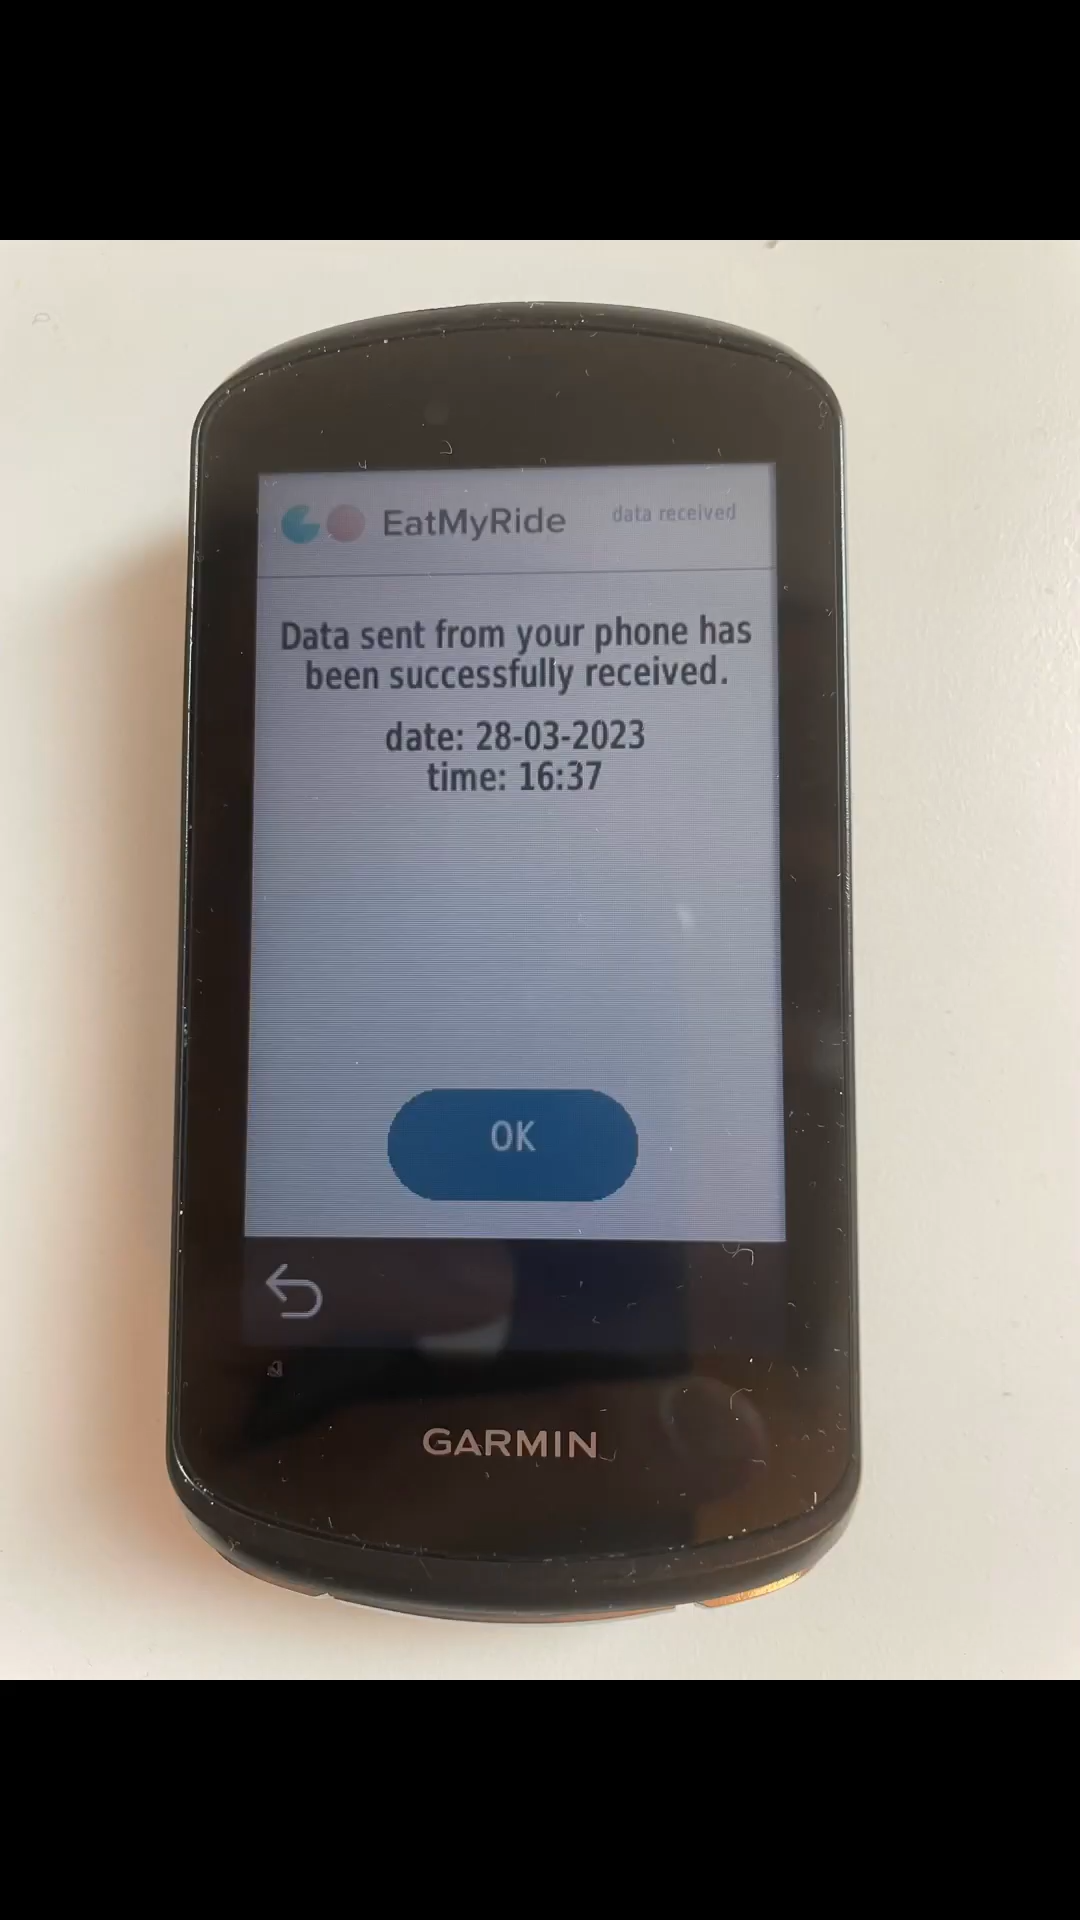 EatMyRide
data received
Data sent from your phone has
been successfully received.
date: 28-03-2023
time: 16:37
OK
GARMIN